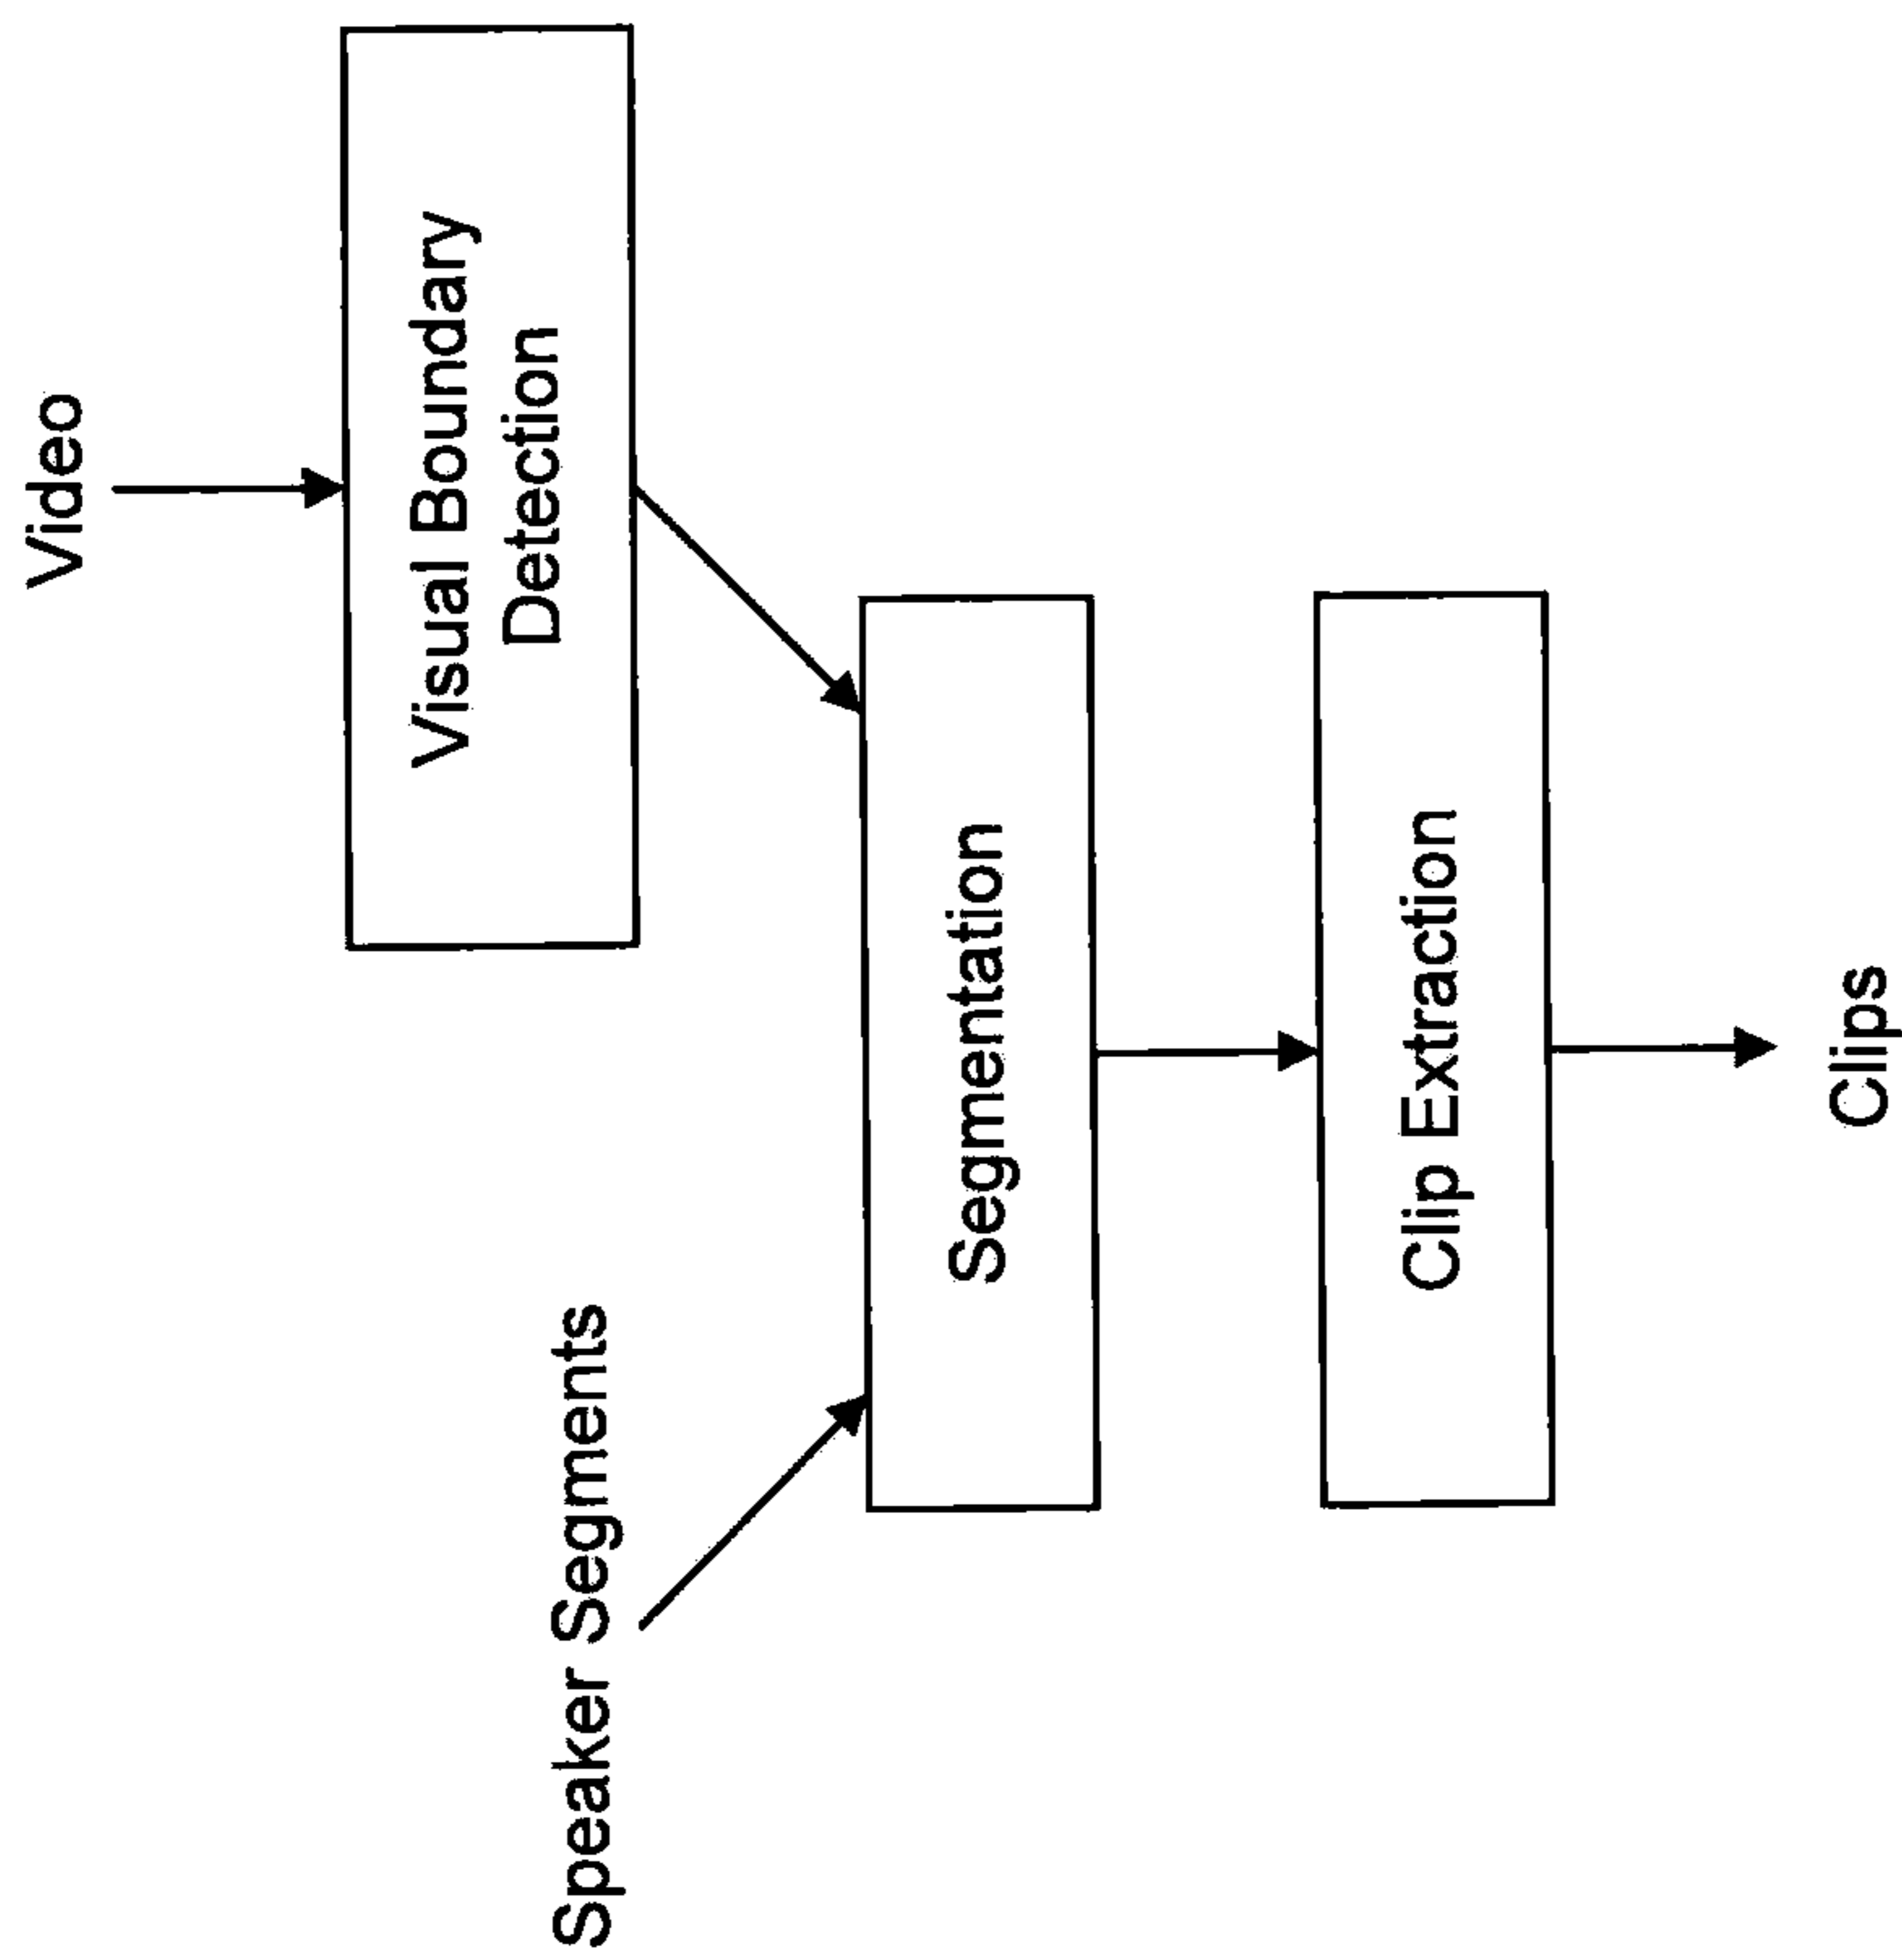 Video
Visual Boundary
Detection
Speaker Segments
Segmentation
Clip Extraction
Clips